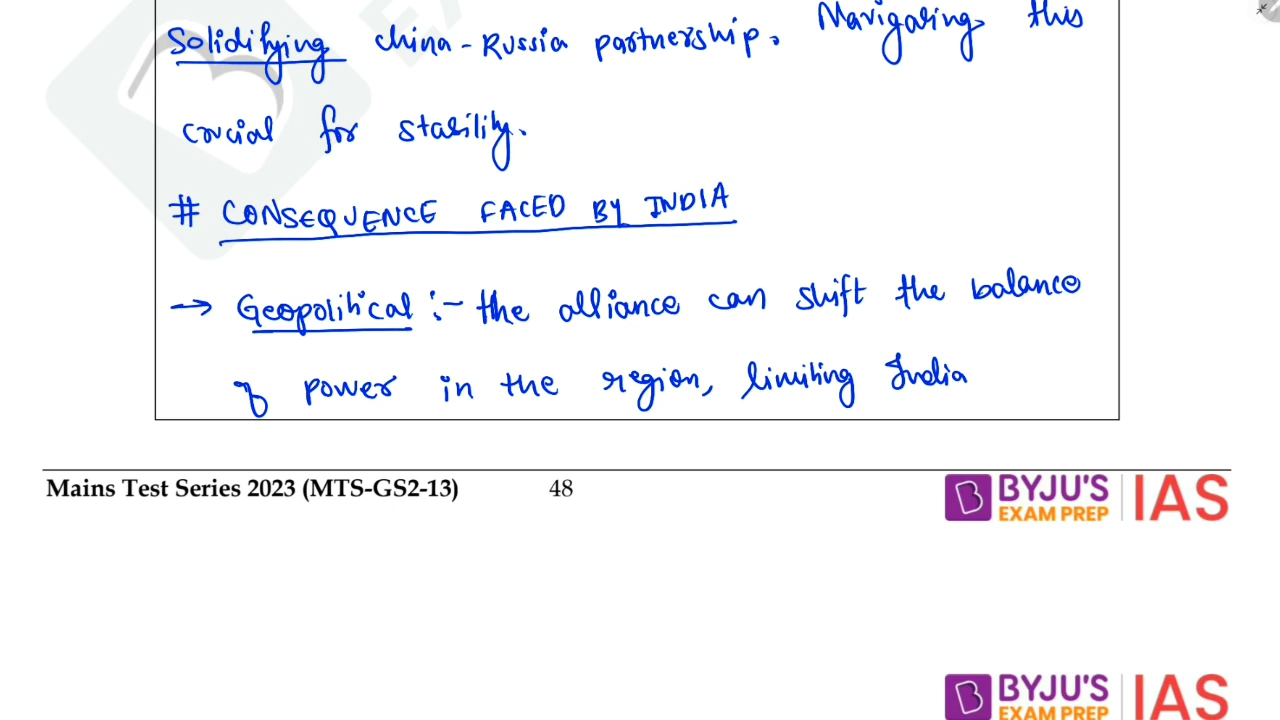 Solidifying China - Russia partnership. Navigating this
crucial for stability.
# CONSEQUENCE FACED BY INDIA
→ Geopolitical :- the alliance can shift the balance
of power in the region, limiting India
Mains Test Series 2023 (MTS-GS2-13) 48
BYJU'S IAS
EXAM PREP
BYJU'S IAS
EXAM PREP